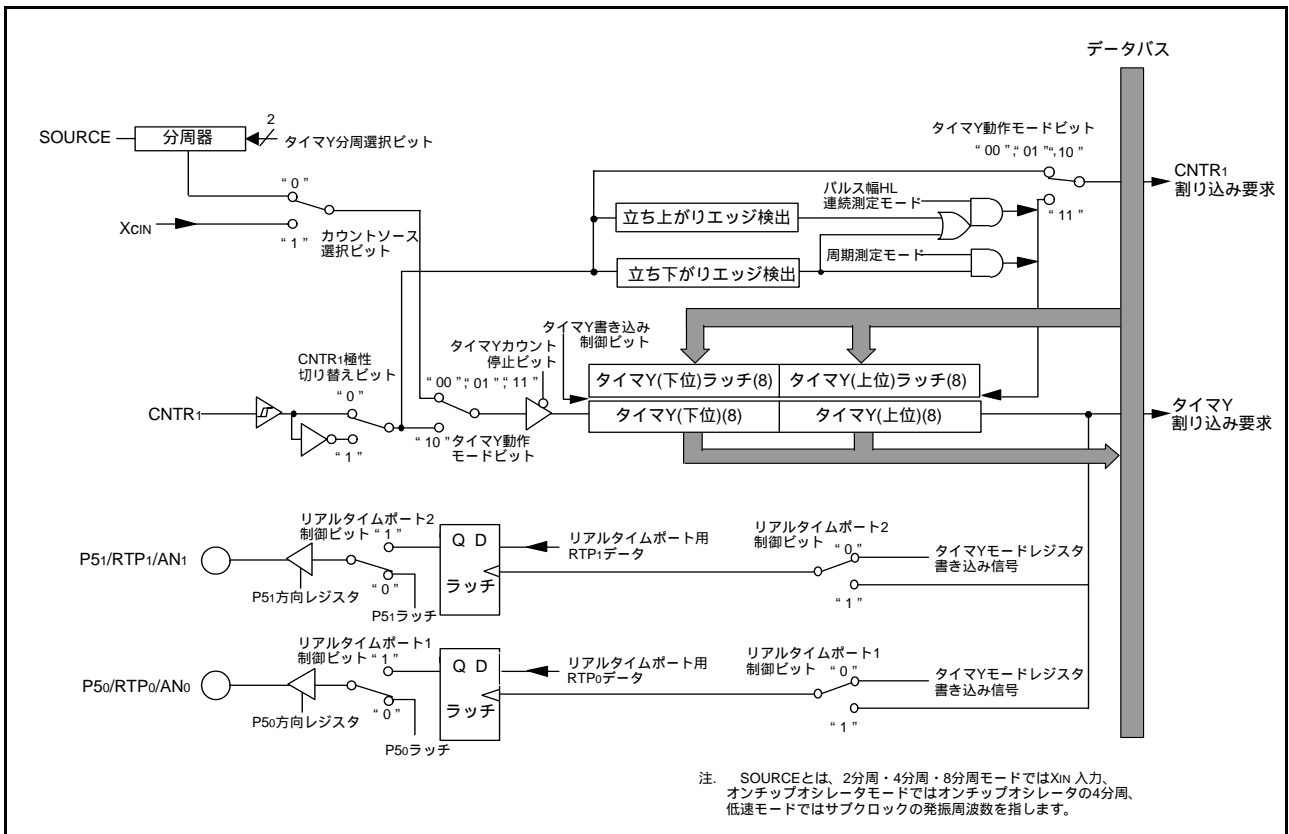 データバス
SOURCE
分周器
2
タイマY分周選択ビット
“ 0 ”
XCIN
“ 1 ”
カウントソース
選択ビット
タイマY動作モードビット
“ 00 ”,“ 01 ”,“ 10 ”
CNTR1
割り込み要求
“ 11 ”
パルス幅HL
連続測定モード
立ち上がりエッジ検出
周期測定モード
立ち下がりエッジ検出
タイマY書き込み
制御ビット
タイマYカウント
停止ビット
CNTR1極性
切り替えビット
“ 00 ”,“ 01 ”,“ 11 ”
タイマY(下位)ラッチ(8)
タイマY(上位)ラッチ(8)
“ 0 ”
CNTR1
タイマY(下位)(8)
タイマY(上位)(8)
タイマY
割り込み要求
“ 1 ”
“ 10 ”
タイマY動作
モードビット
リアルタイムポート2
制御ビット “ 1 ”
Q D
リアルタイムポート用
RTP1データ
リアルタイムポート2
制御ビット
“ 0 ”
タイマYモードレジスタ
書き込み信号
P51/RTP1/AN1
“ 0 ”
ラッチ
“ 1 ”
P51方向レジスタ
P51ラッチ
リアルタイムポート1
制御ビット “ 1 ”
Q D
リアルタイムポート用
RTP0データ
リアルタイムポート1
制御ビット
“ 0 ”
タイマYモードレジスタ
書き込み信号
P50/RTP0/AN0
“ 0 ”
ラッチ
“ 1 ”
P50方向レジスタ
P50ラッチ
注. SOURCEとは、2分周・4分周・8分周モードではXIN 入力、
オンチップオシレータモードではオンチップオシレータの4分周、
低速モードではサブクロックの発振周波数を指します。